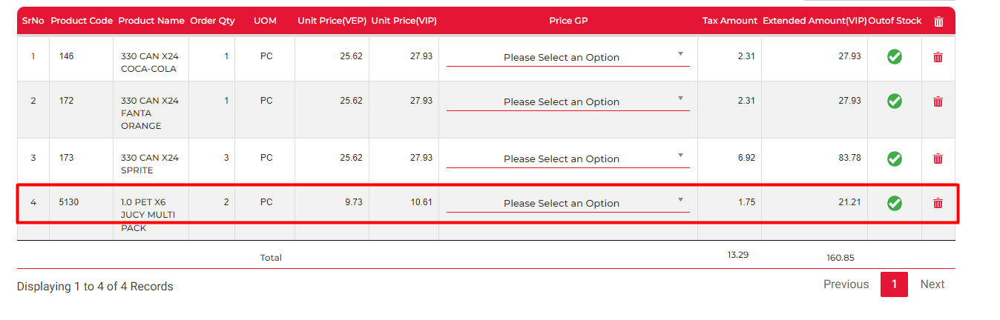 SrNo Product Code Product Name Order Qty UOM Unit Price(VEP) Unit Price(VIP) Price GP Tax Amount Extended Amount(VIP) Outof Stock
1 146 330 CAN X24 1 PC 25.62 27.93 Please Select an Option 2.31 27.93
COCA-COLA
2 172 330 CAN X24 1 PC 25.62 27.93 Please Select an Option 2.31 27.93
FANTA
ORANGE
3 173 330 CAN X24 3 PC 25.62 27.93 Please Select an Option 6.92 83.78
SPRITE
4 5130 1.0 PET X6 2 PC 9.73 10.61 Please Select an Option 1.75 21.21
JUCY MULTI
PACK
Total 13.29 160.85
Displaying 1 to 4 of 4 Records Previous 1 Next